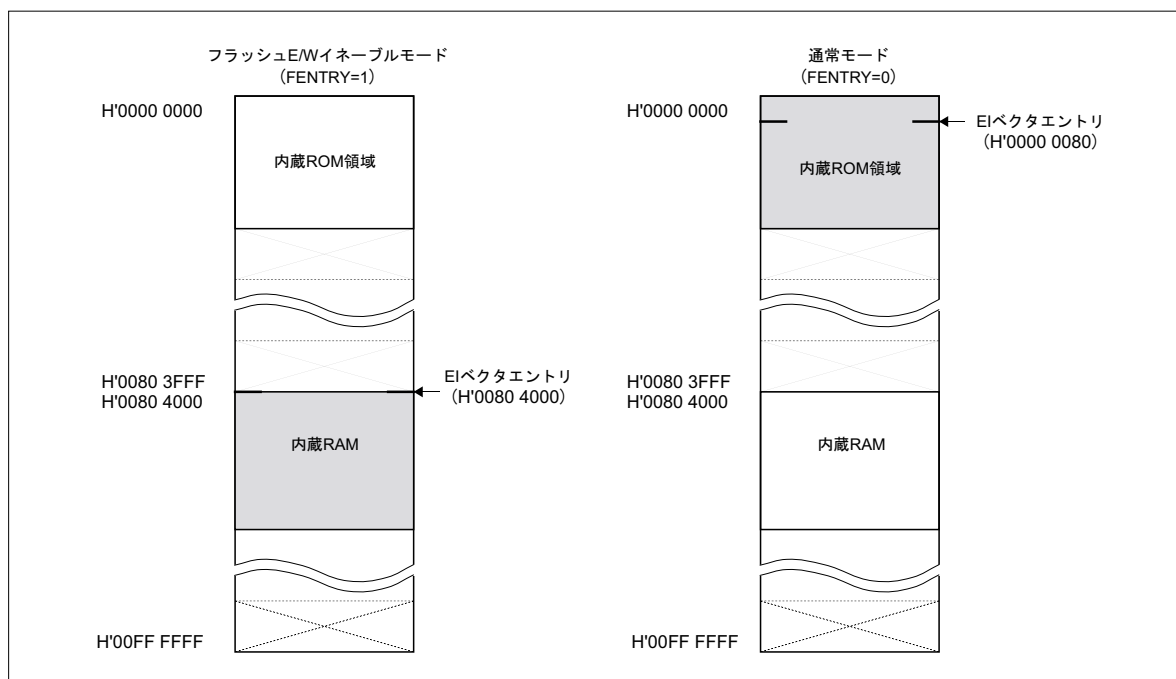 フラッシュE/Wイネーブルモード
（FENTRY=1）
H'0000 0000
内蔵ROM領域
H'0080 3FFF
H'0080 4000
EIベクタエントリ
（H'0080 4000）
内蔵RAM
H'00FF FFFF
通常モード
（FENTRY=0）
H'0000 0000
EIベクタエントリ
（H'0000 0080）
内蔵ROM領域
H'0080 3FFF
H'0080 4000
内蔵RAM
H'00FF FFFF